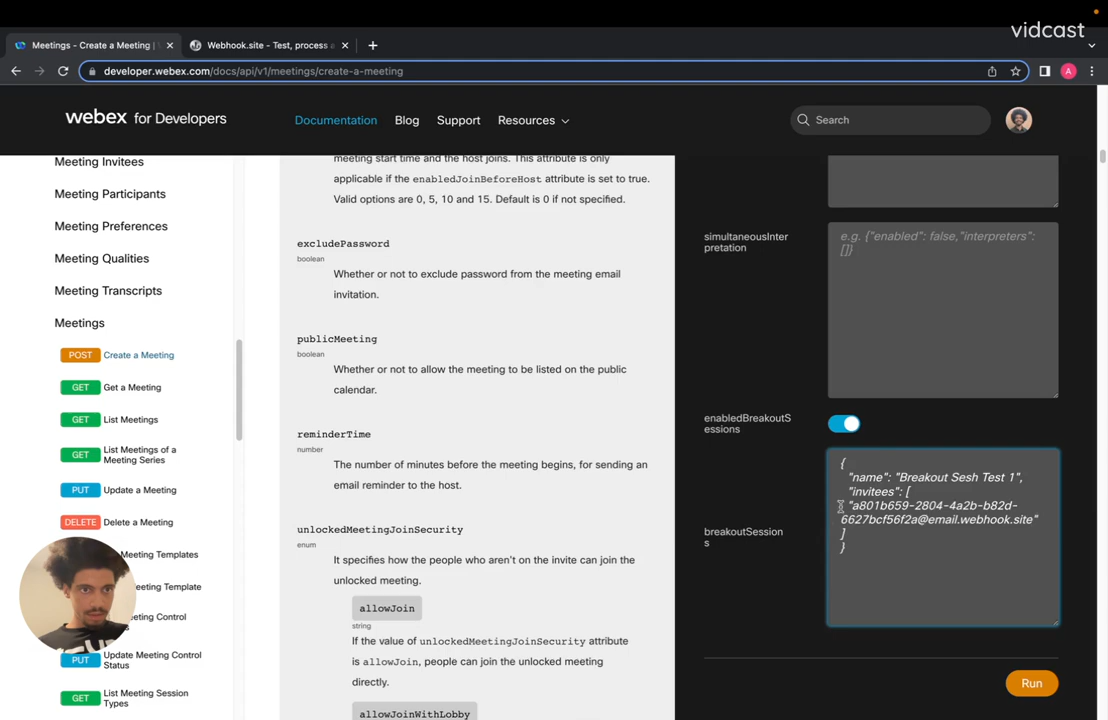 vidcast
Meetings - Create a Meeting |
Webhook.site - Test, process a
developer.webex.com/docs/api/v1/meetings/create-a-meeting
A
webex for Developers
Documentation
Blog
Support
Resources
Search
Meeting Invitees
Meeting Participants
Meeting Preferences
Meeting Qualities
Meeting Transcripts
Meetings
POST Create a Meeting
GET Get a Meeting
GET List Meetings
GET List Meetings of a
Meeting Series
PUT Update a Meeting
DELETE Delete a Meeting
Meeting Templates
eeting Template
eeting Control
PUT Update Meeting Control
Status
GET List Meeting Session
Types
meeting start time and the host joins. This attribute is only
applicable if the enabledJoinBeforeHost attribute is set to true.
Valid options are 0, 5, 10 and 15. Default is 0 if not specified.
excludePassword
boolean
Whether or not to exclude password from the meeting email
invitation.
publicMeeting
boolean
Whether or not to allow the meeting to be listed on the public
calendar.
reminderTime
number
The number of minutes before the meeting begins, for sending an
email reminder to the host.
unlockedMeetingJoinSecurity
enum
It specifies how the people who aren't on the invite can join the
unlocked meeting.
allowJoin
string
If the value of unlockedMeetingJoinSecurity attribute
is allowJoin, people can join the unlocked meeting
directly.
allowJoinWithLobby
simultaneousInter
pretation
e.g. {"enabled": false,"interpreters":
[]}
enabledBreakoutS
essions
breakoutSession
s
{
"name": "Breakout Sesh Test 1",
"invitees": [
"a801b659-2804-4a2b-b82d-
6627bcf56f2a@email.webhook.site"
]
}
Run